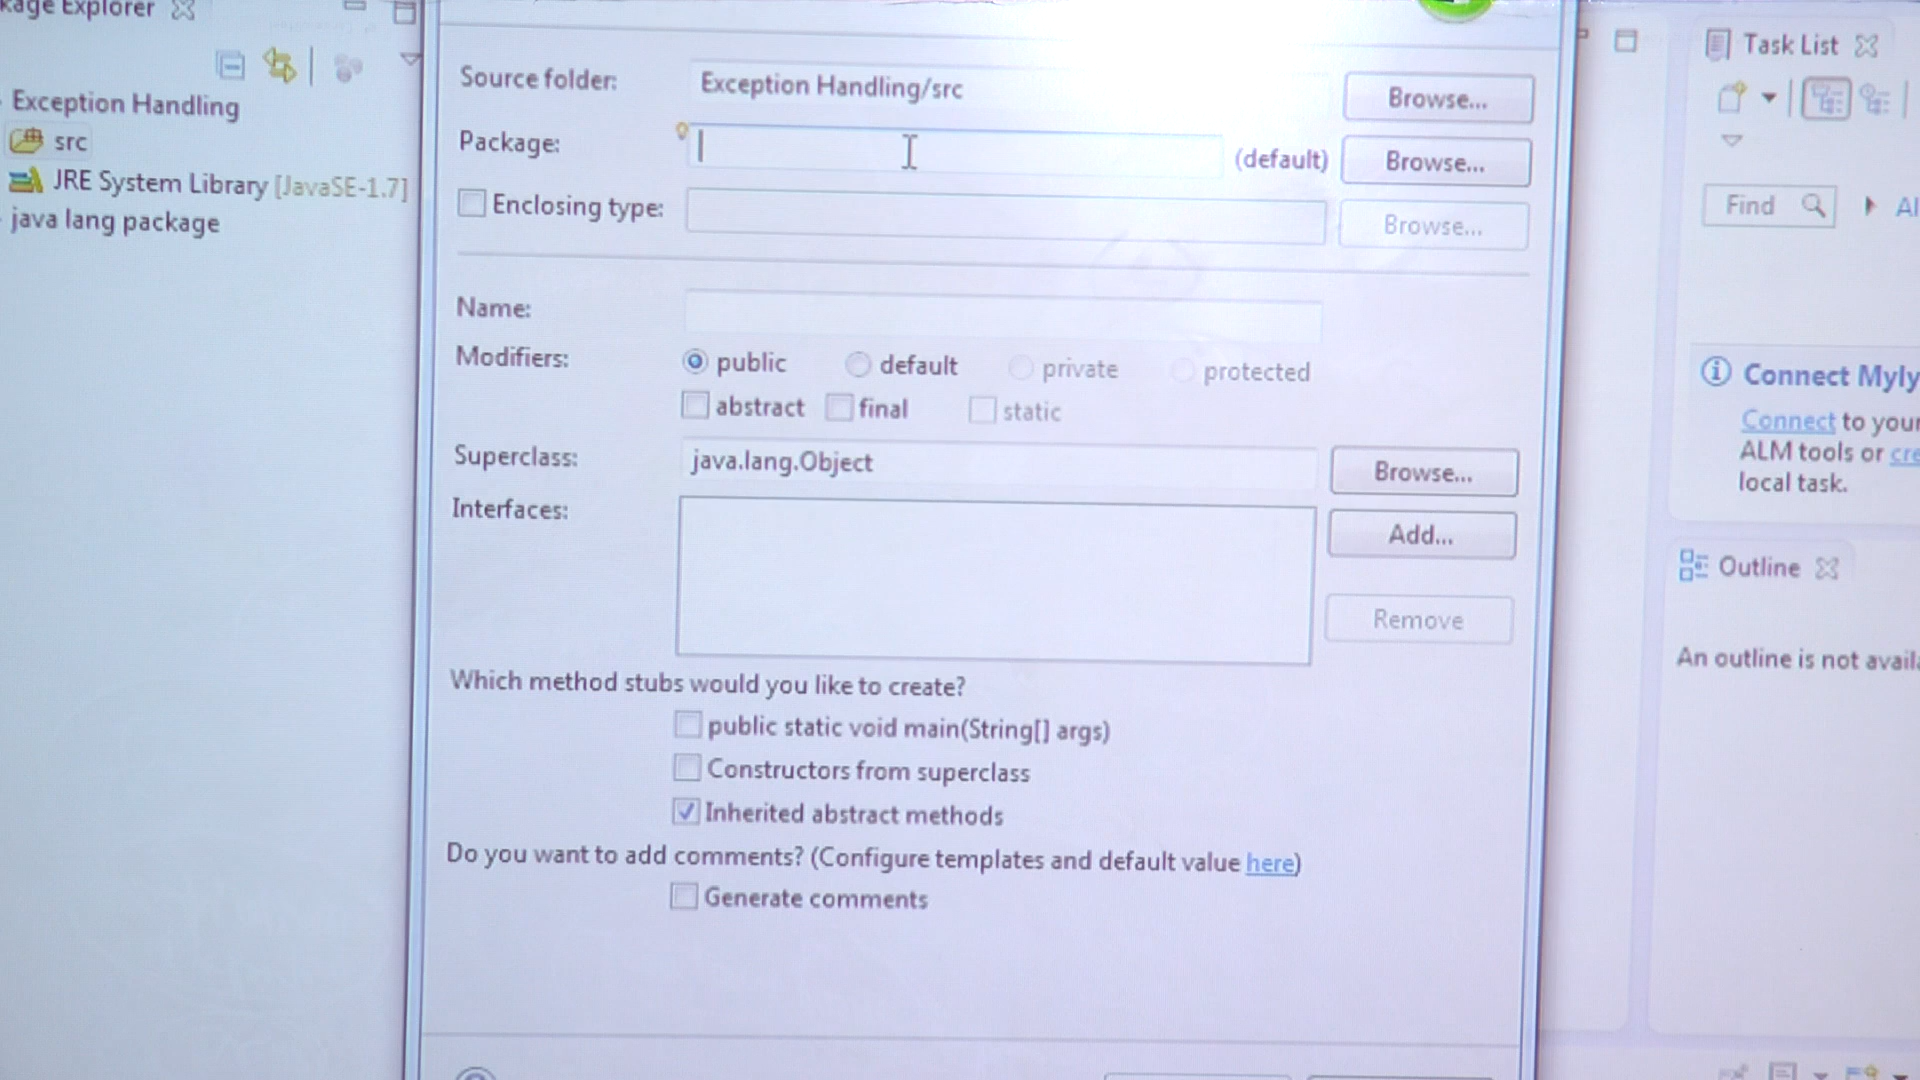 kage Explorer
Exception Handling
src
JRE System Library [JavaSE-1.7]
java lang package
Source folder:
Exception Handling/src
Browse...
Package:
(default)
Browse...
Enclosing type:
Browse...
Name:
Modifiers:
public
default
private
protected
abstract
final
static
Superclass:
java.lang.Object
Browse...
Interfaces:
Add...
Remove
Which method stubs would you like to create?
public static void main(String[] args)
Constructors from superclass
Inherited abstract methods
Do you want to add comments? (Configure templates and default value here)
Generate comments
Task List
Find
Al
Connect Myly
Connect to your
ALM tools or cre
local task.
Outline
An outline is not availa